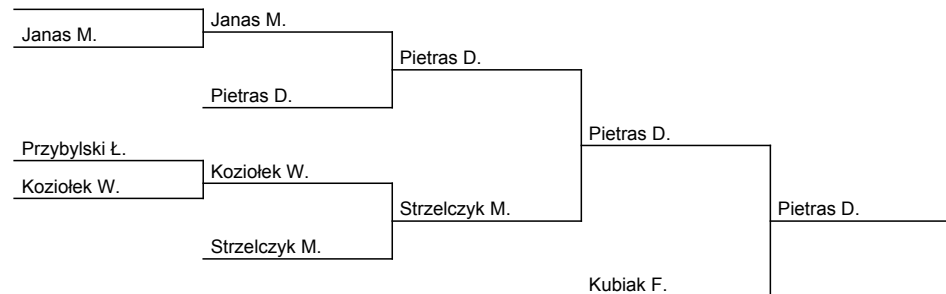 Janas M.
Janas M.
Pietras D.
Pietras D.
Pietras D.
Przybylski Ł.
Koziołek W.
Koziołek W.
Strzelczyk M.
Pietras D.
Strzelczyk M.
Kubiak F.